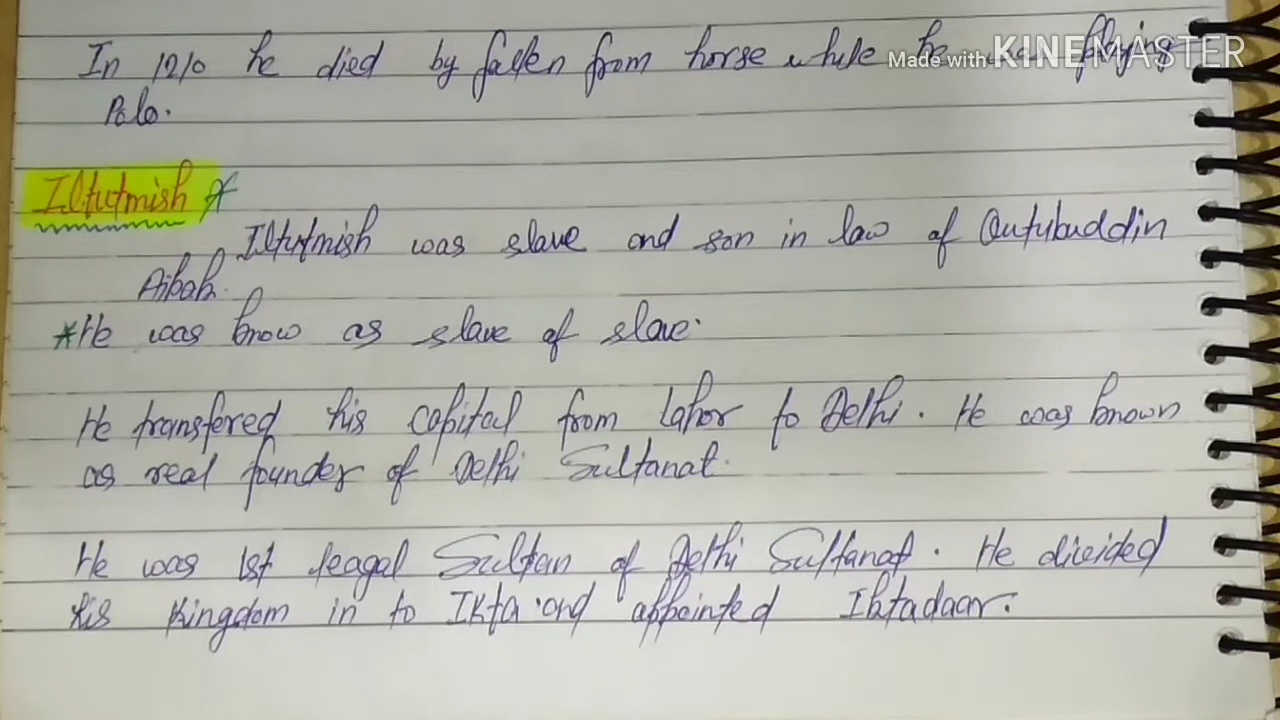 In 1210 he died by fallen from horse while he was playing
Polo.
Made with KINEMASTER
Iltutmish *
Iltutmish was slave and son in law of Qutubuddin
Aibak.
*He was know as slave of slave.
He transfered his capital from Lahor to Delhi. He was known
as real founder of Delhi Sultanat.
He was 1st leagal Sultan of Delhi Sultanat. He divided
his Kingdom in to IKta and appointed Iktadaar.